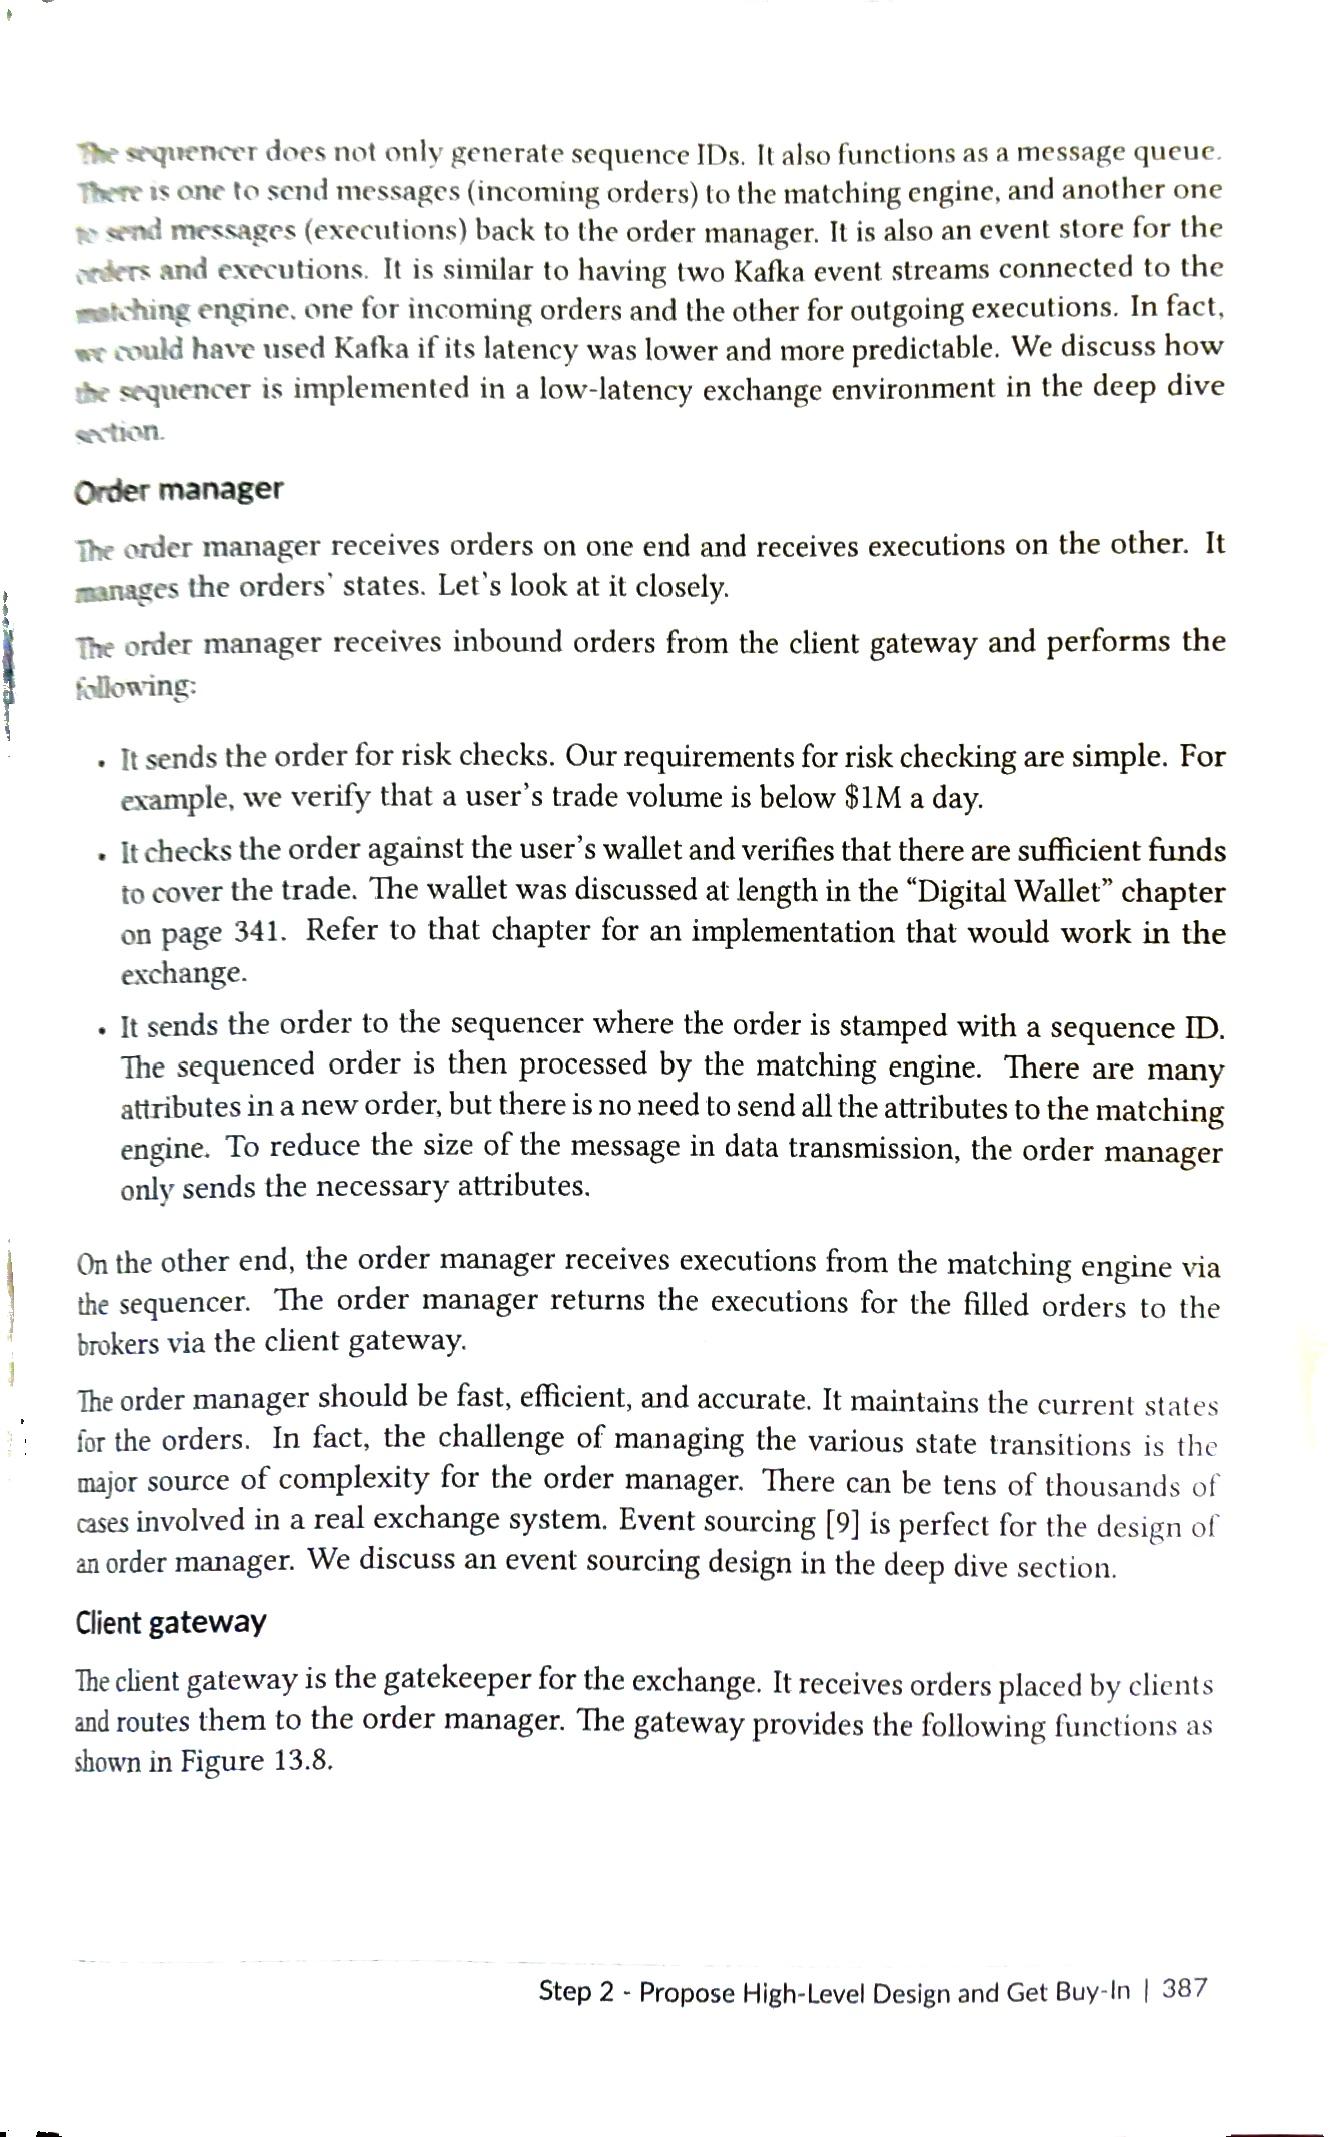 The sequencer does not only generate sequence IDs. It also functions as a message queue.
There is one to send messages (incoming orders) to the matching engine, and another one
to send messages (executions) back to the order manager. It is also an event store for the
orders and executions. It is similar to having two Kafka event streams connected to the
matching engine, one for incoming orders and the other for outgoing executions. In fact,
we could have used Kafka if its latency was lower and more predictable. We discuss how
the sequencer is implemented in a low-latency exchange environment in the deep dive
section.
Order manager
The order manager receives orders on one end and receives executions on the other. It
manages the orders' states. Let's look at it closely.
The order manager receives inbound orders from the client gateway and performs the
following:
• It sends the order for risk checks. Our requirements for risk checking are simple. For
example, we verify that a user's trade volume is below $1M a day.
• It checks the order against the user's wallet and verifies that there are sufficient funds
to cover the trade. The wallet was discussed at length in the “Digital Wallet” chapter
on page 341. Refer to that chapter for an implementation that would work in the
exchange.
• It sends the order to the sequencer where the order is stamped with a sequence ID.
The sequenced order is then processed by the matching engine. There are many
attributes in a new order, but there is no need to send all the attributes to the matching
engine. To reduce the size of the message in data transmission, the order manager
only sends the necessary attributes.
On the other end, the order manager receives executions from the matching engine via
the sequencer. The order manager returns the executions for the filled orders to the
brokers via the client gateway.
The order manager should be fast, efficient, and accurate. It maintains the current states
for the orders. In fact, the challenge of managing the various state transitions is the
major source of complexity for the order manager. There can be tens of thousands of
cases involved in a real exchange system. Event sourcing [9] is perfect for the design of
an order manager. We discuss an event sourcing design in the deep dive section.
Client gateway
The client gateway is the gatekeeper for the exchange. It receives orders placed by clients
and routes them to the order manager. The gateway provides the following functions as
shown in Figure 13.8.
Step 2 - Propose High-Level Design and Get Buy-In | 387